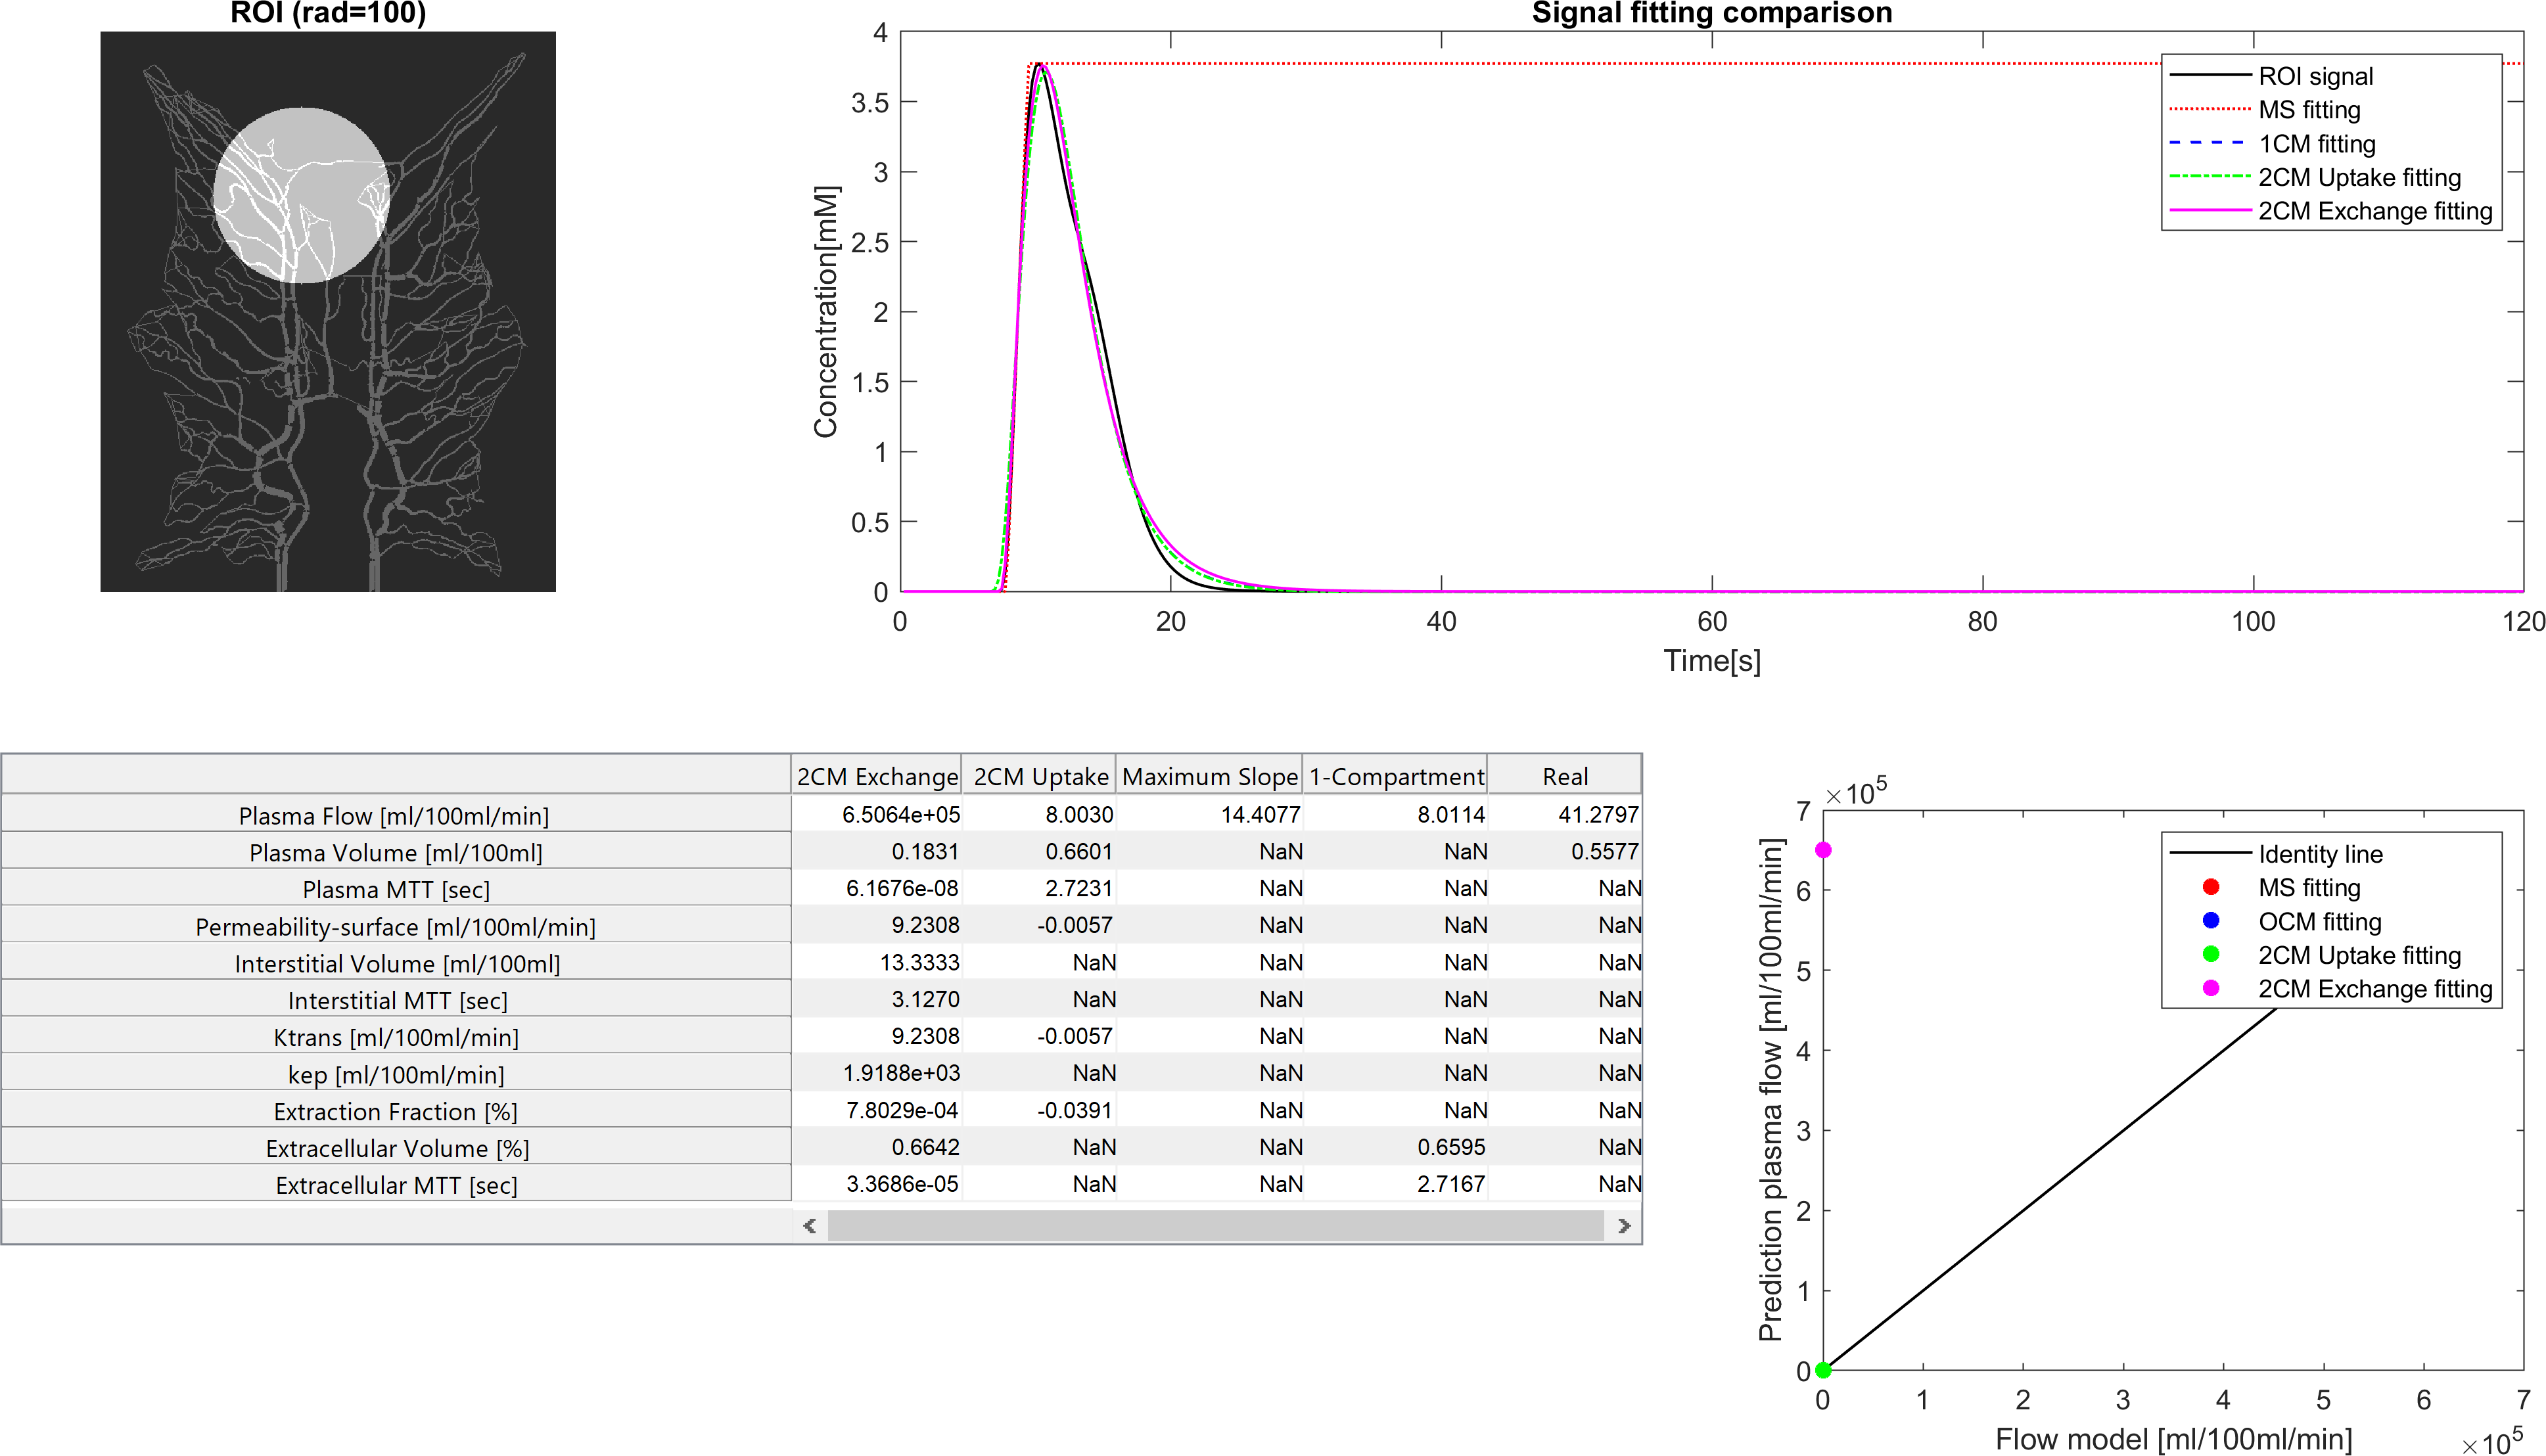 ROI (rad=100)
Signal fitting comparison
4
3.5
3
2.5
2
1.5
1
0.5
0
Concentration[mM]
0 20 40 60 80 100 120
Time[s]
ROI signal
MS fitting
1CM fitting
2CM Uptake fitting
2CM Exchange fitting
2CM Exchange 2CM Uptake Maximum Slope 1-Compartment Real
Plasma Flow [ml/100ml/min] 6.5064e+05 8.0030 14.4077 8.0114 41.2797
Plasma Volume [ml/100ml] 0.1831 0.6601 NaN NaN 0.5577
Plasma MTT [sec] 6.1676e-08 2.7231 NaN NaN NaN
Permeability-surface [ml/100ml/min] 9.2308 -0.0057 NaN NaN NaN
Interstitial Volume [ml/100ml] 13.3333 NaN NaN NaN NaN
Interstitial MTT [sec] 3.1270 NaN NaN NaN NaN
Ktrans [ml/100ml/min] 9.2308 -0.0057 NaN NaN NaN
kep [ml/100ml/min] 1.9188e+03 NaN NaN NaN NaN
Extraction Fraction [%] 7.8029e-04 -0.0391 NaN NaN NaN
Extracellular Volume [%] 0.6642 NaN NaN 0.6595 NaN
Extracellular MTT [sec] 3.3686e-05 NaN NaN 2.7167 NaN
×10⁵
7
6
5
4
3
2
1
0
Prediction plasma flow [ml/100ml/min]
Identity line
MS fitting
OCM fitting
2CM Uptake fitting
2CM Exchange fitting
0 1 2 3 4 5 6 7
Flow model [ml/100ml/min]
×10⁵